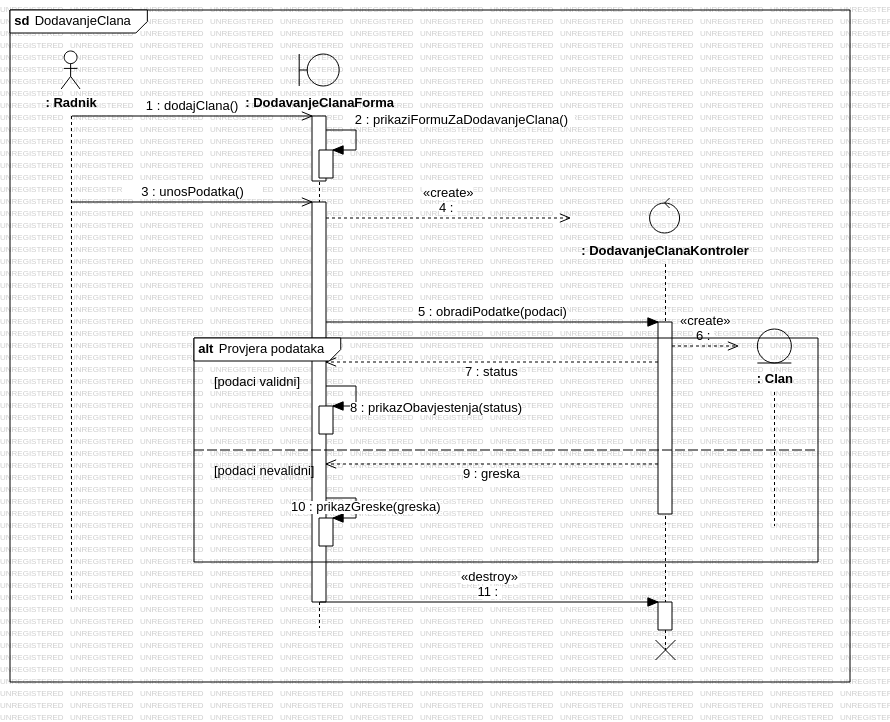 sd DodavanjeClana
: Radnik
1 : dodajClana()
: DodavanjeClanaForma
2 : prikaziFormuZaDodavanjeClana()
3 : unosPodatka()
«create»
4 :
: DodavanjeClanaKontroler
5 : obradiPodatke(podaci)
«create»
6 :
alt Provjera podataka
7 : status
: Clan
[podaci validni]
8 : prikazObavjestenja(status)
[podaci nevalidni]
9 : greska
10 : prikazGreske(greska)
«destroy»
11 :
UNREGISTERED